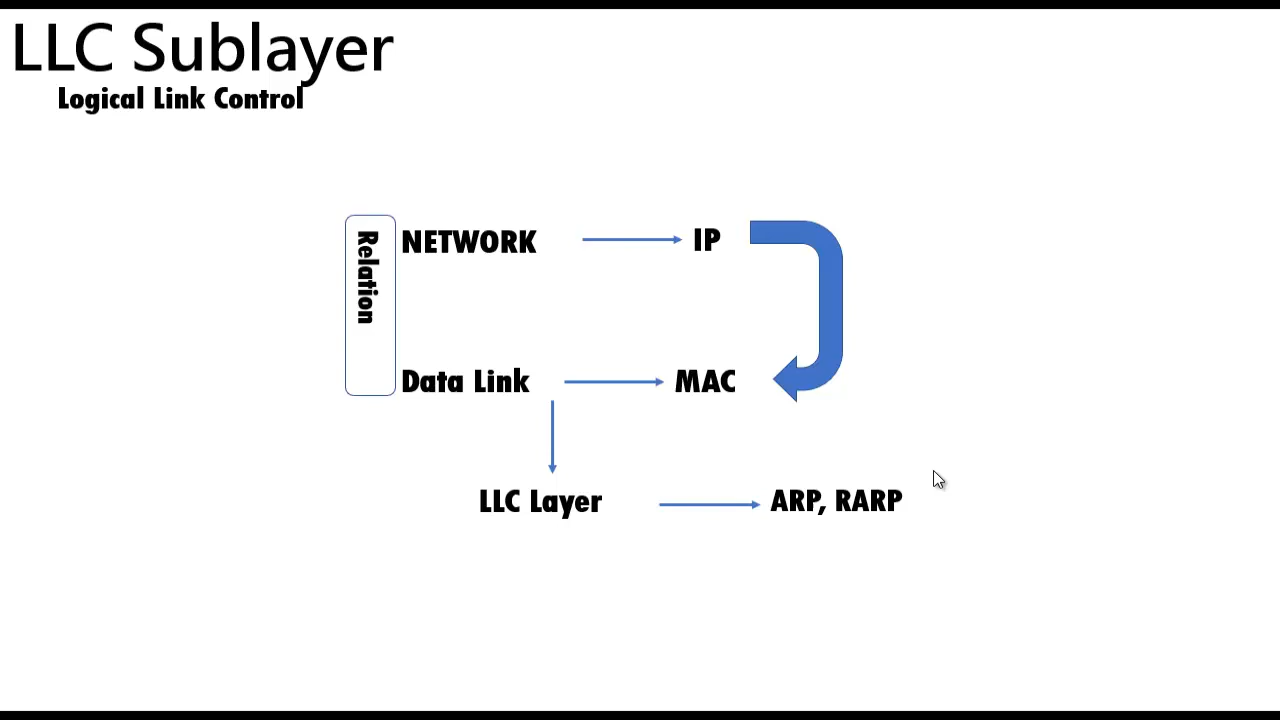 LLC Sublayer
Logical Link Control
Relation
NETWORK
IP
Data Link
MAC
LLC Layer
ARP, RARP